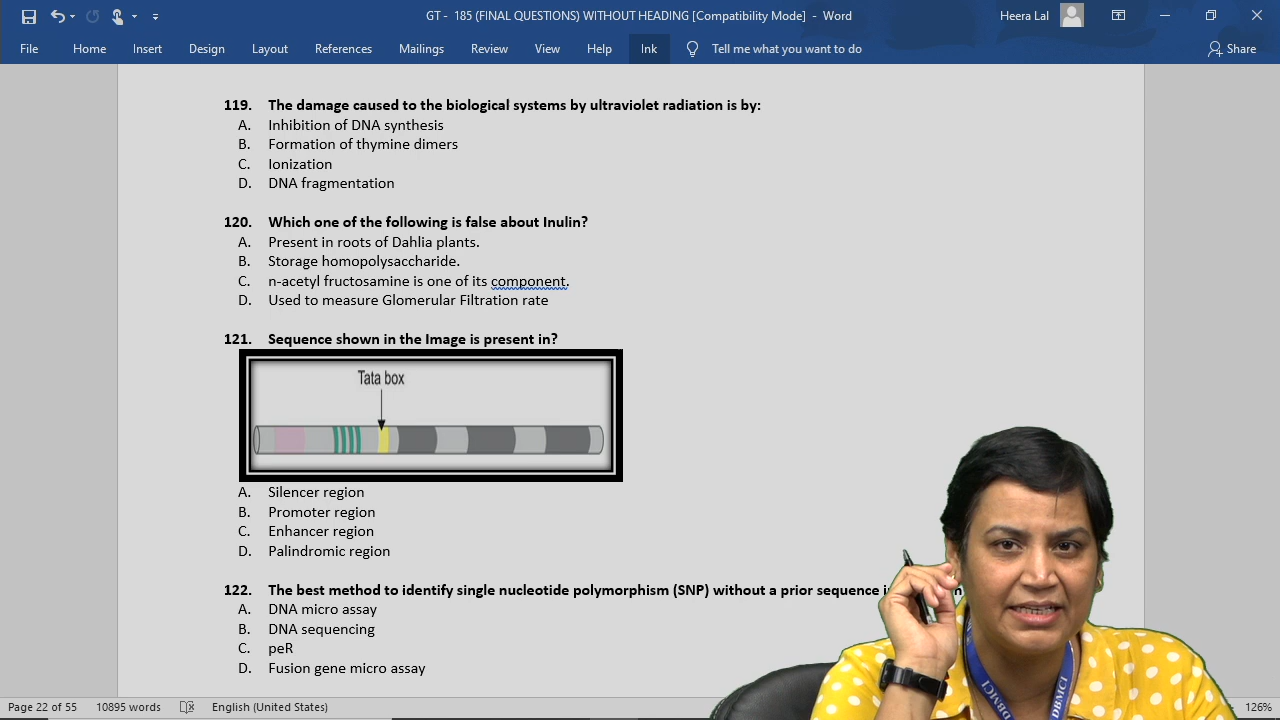 GT - 185 (FINAL QUESTIONS) WITHOUT HEADING [Compatibility Mode] - Word
Heera Lal
File Home Insert Design Layout References Mailings Review View Help Ink Tell me what you want to do Share
119. The damage caused to the biological systems by ultraviolet radiation is by:
A. Inhibition of DNA synthesis
B. Formation of thymine dimers
C. Ionization
D. DNA fragmentation
120. Which one of the following is false about Inulin?
A. Present in roots of Dahlia plants.
B. Storage homopolysaccharide.
C. n-acetyl fructosamine is one of its component.
D. Used to measure Glomerular Filtration rate
121. Sequence shown in the Image is present in?
Tata box
A. Silencer region
B. Promoter region
C. Enhancer region
D. Palindromic region
122. The best method to identify single nucleotide polymorphism (SNP) without a prior sequence
A. DNA micro assay
B. DNA sequencing
C. peR
D. Fusion gene micro assay
DBMCI
DBMCI
Page 22 of 55 10895 words English (United States) 126%